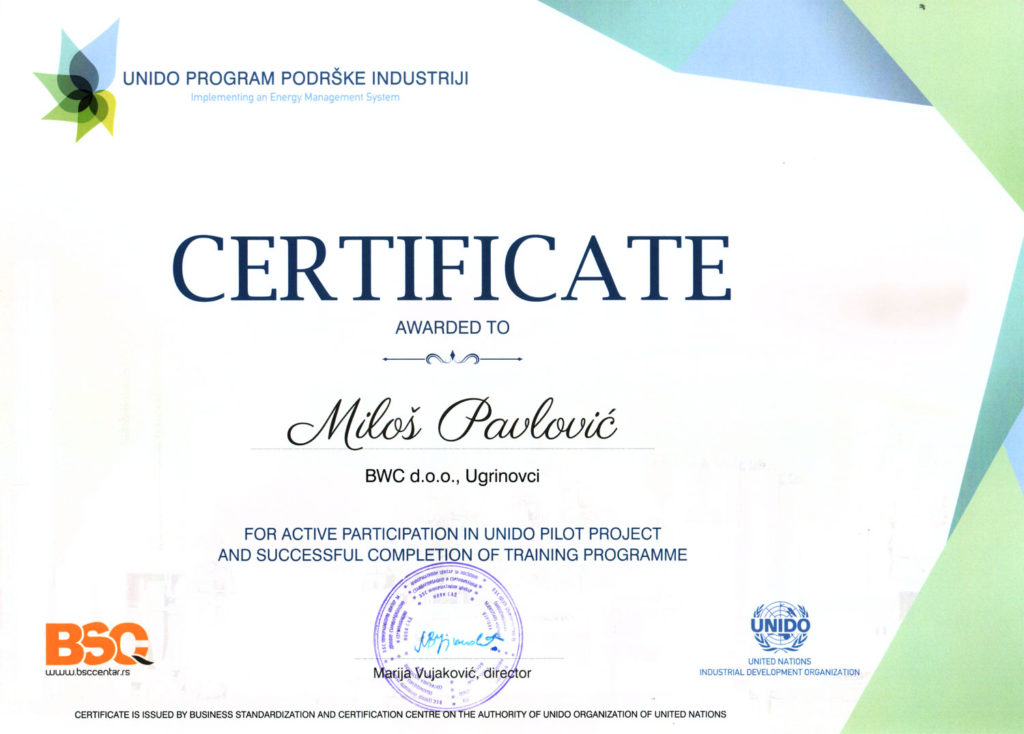 UNIDO PROGRAM PODRŠKE INDUSTRIJI
Implementing an Energy Management System
CERTIFICATE
AWARDED TO
Miloš Pavlović
BWC d.o.o., Ugrinovci
FOR ACTIVE PARTICIPATION IN UNIDO PILOT PROJECT
AND SUCCESSFUL COMPLETION OF TRAINING PROGRAMME
BSC
www.bsccentar.rs
Marija Vujaković, director
UNIDO
UNITED NATIONS
INDUSTRIAL DEVELOPMENT ORGANIZATION
CERTIFICATE IS ISSUED BY BUSINESS STANDARDIZATION AND CERTIFICATION CENTRE ON THE AUTHORITY OF UNIDO ORGANIZATION OF UNITED NATIONS